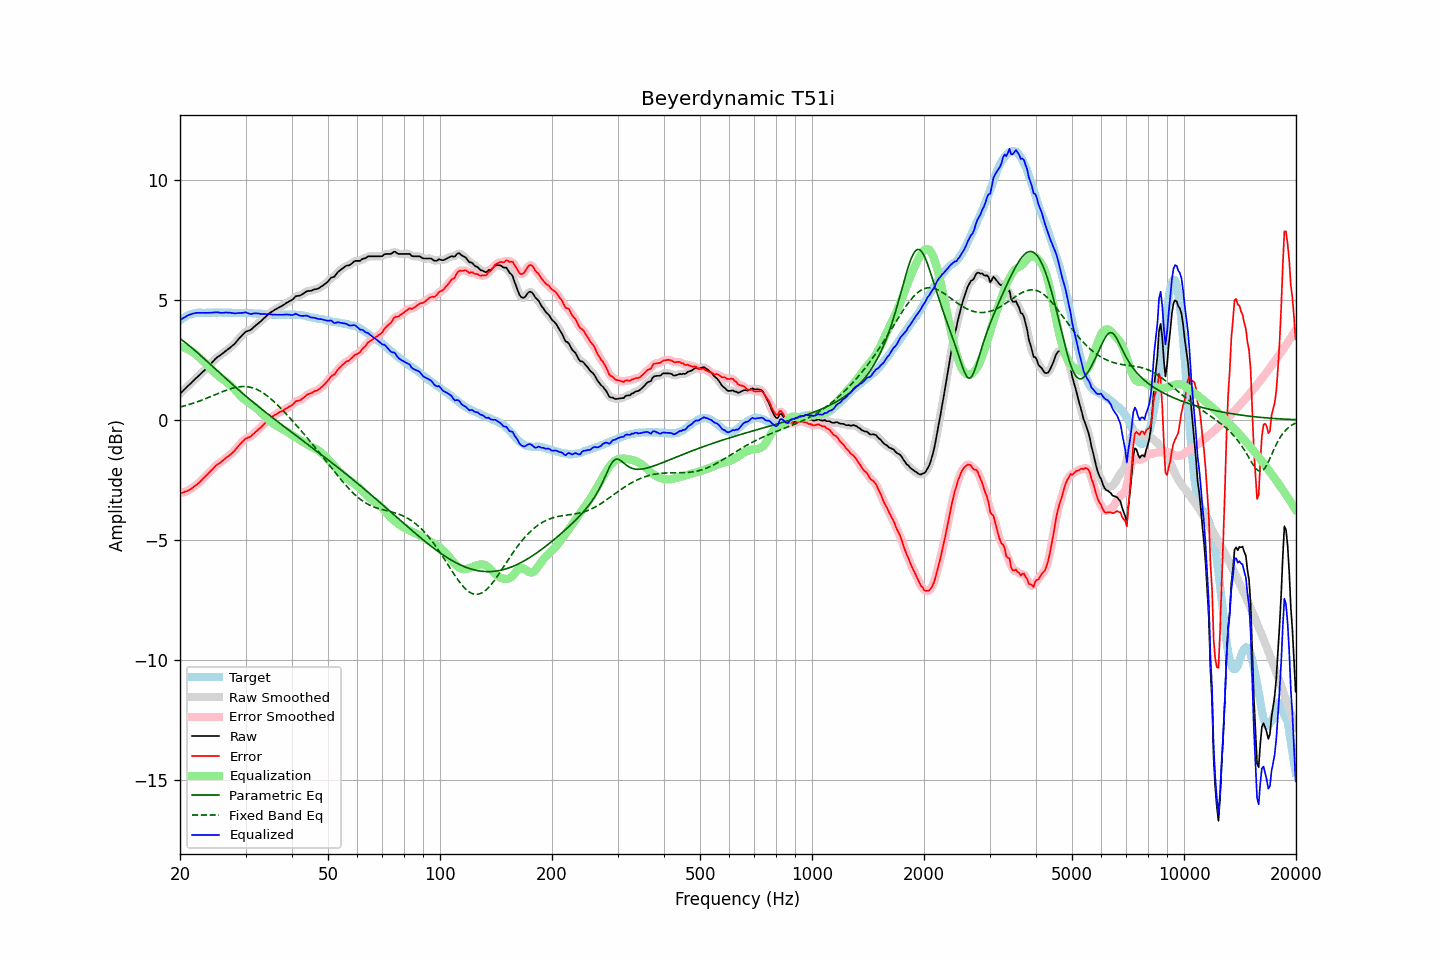 Beyerdynamic T51i
Amplitude (dBr)
10
5
0
−5
−10
−15
Target
Raw Smoothed
Error Smoothed
Raw
Error
Equalization
Parametric Eq
Fixed Band Eq
Equalized
20 50 100 200 500 1000 2000 5000 10000 20000
Frequency (Hz)